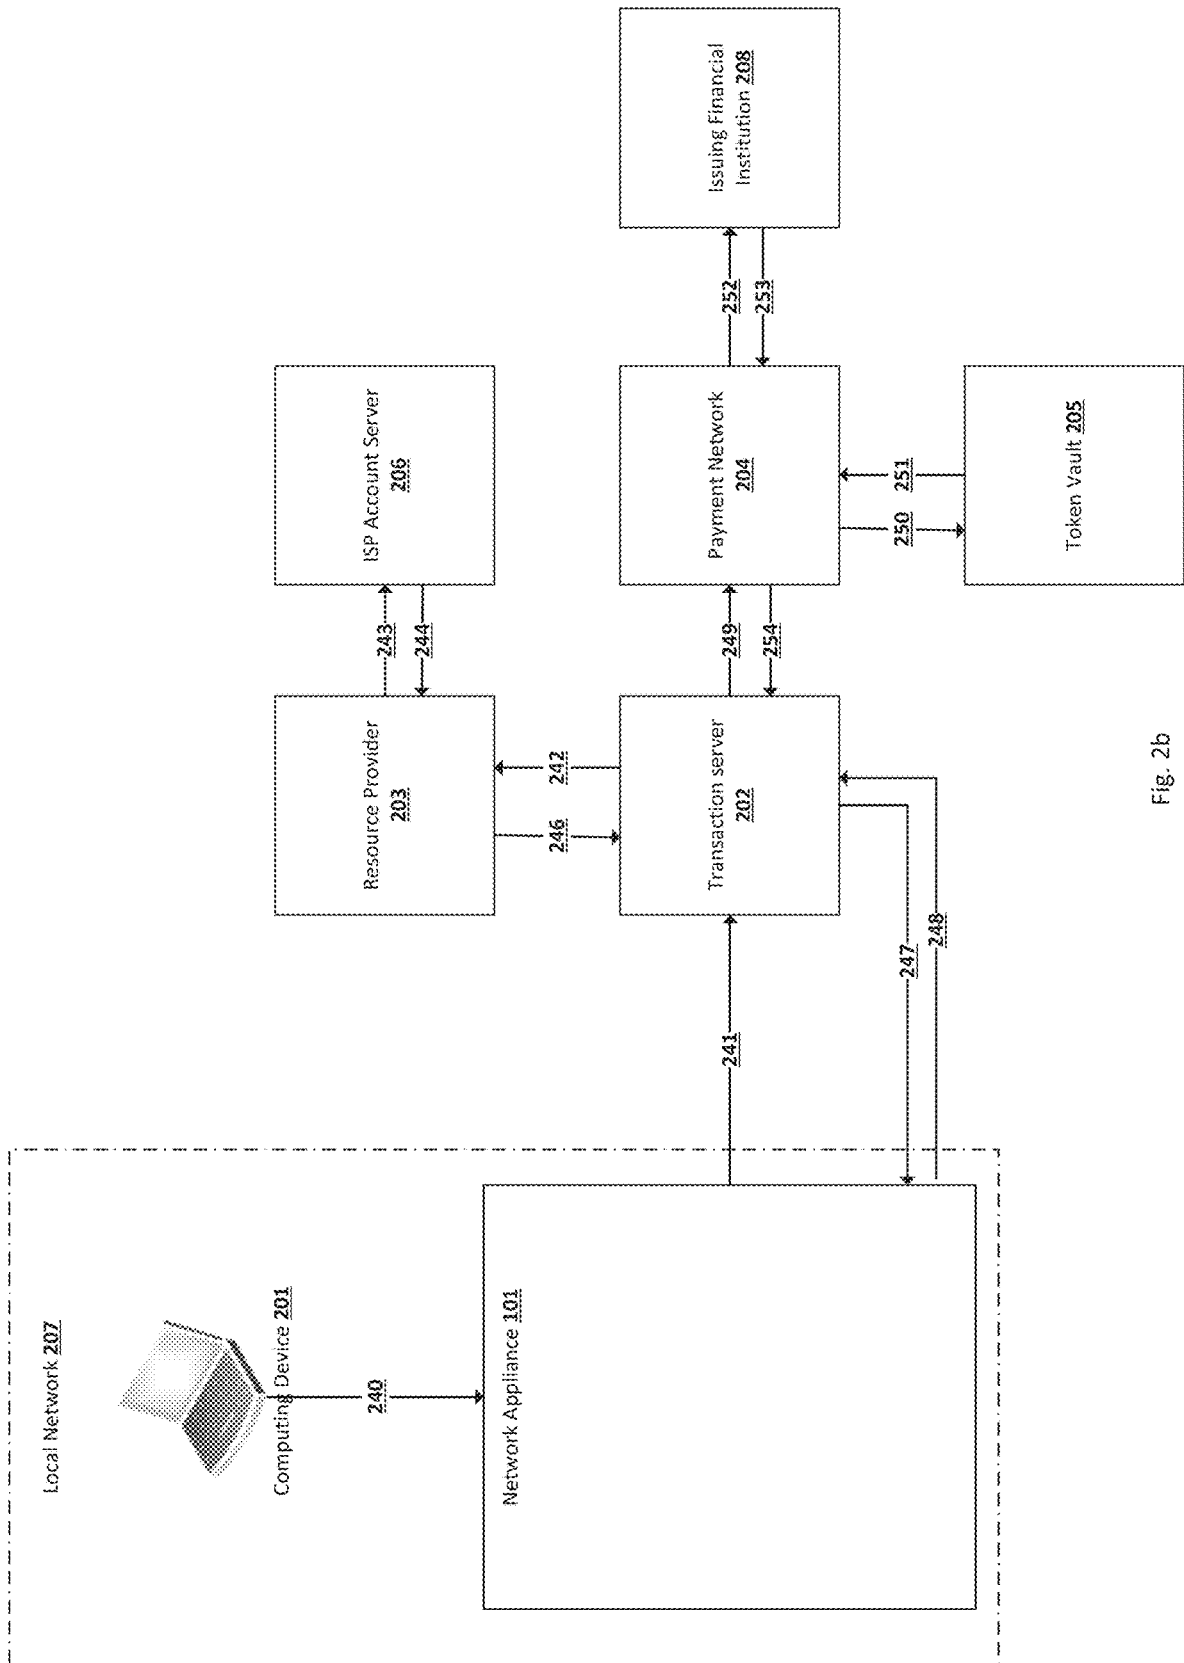 Local Network 207
Computing Device 201
240
Network Appliance 101
241
247
248
Resource Provider
203
246
242
Transaction server
202
243
244
249
254
ISP Account Server
206
Payment Network
204
250
251
Token Vault 205
252
253
Issuing Financial
Institution 208
Fig. 2b